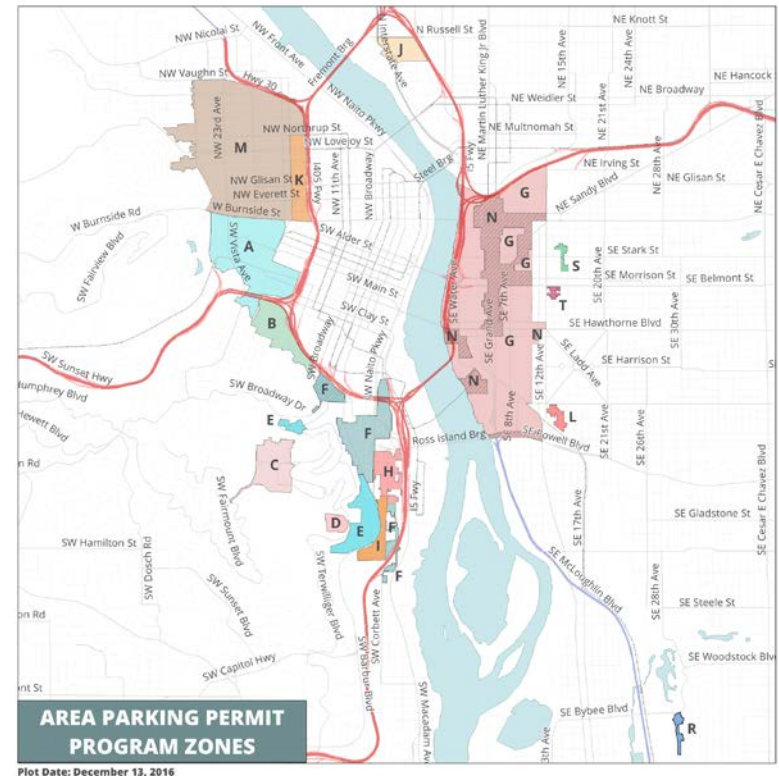 NE Knott St
N Russell St
NW Nicolai St
NW Front Ave
Fremont Brg
N Interstate Ave
J
NE Martin Luther King Jr Blvd
NE 15th Ave
NE 24th Ave
NW Vaughn St
Hwy 30
NW Naito Pkwy
NE Hancock
NE Broadway
NE Weidler St
NE 21st Ave
NW 23rd Ave
NW Northrup St
NE Multnomah St
M
NW Lovejoy St
I5 Fwy
NE 28th Ave
NE Cesar E Chavez Blvd
Steel Brg
NE Irving St
NW Glisan St
K
I405 Fwy
NW 11th Ave
NW Broadway
NE Glisan St
NW Everett St
G
NE Sandy Blvd
W Burnside St
W Burnside Rd
N
SW Alder St
A
SW Vista Ave
SW Fairview Blvd
G
SE Stark St
G
S
SE 20th Ave
SE Morrison St
SE Belmont St
SW Main St
SE Water Ave
SE 7th Ave
SE Grand Ave
T
SW Clay St
B
SE Hawthorne Blvd
SE 30th Ave
N
G
N
SW Broadway
SW Naito Pkwy
SE Ladd Ave
SE Harrison St
SW Sunset Hwy
SE 12th Ave
N
Humphrey Blvd
SW Broadway Dr
F
SE 8th Ave
L
Hewett Blvd
E
F
Ross Island Brg
SE Powell Blvd
SE 21st Ave
SE 26th Ave
SE Cesar E Chavez Blvd
n Rd
C
H
I5 Fwy
SW Fairmount Blvd
SE 17th Ave
SE Gladstone St
D
E
F
I
SW Hamilton St
SW Dosch Rd
SW Terwilliger Blvd
F
SE McLoughlin Blvd
SE 28th Ave
SW Sunset Blvd
SW Corbett Ave
SE Steele St
on Rd
SW Capitol Hwy
SW Barbur Blvd
SE Woodstock Blv
nt St
SW Macadam Av
SE Bybee Blvd
3th Ave
R
AREA PARKING PERMIT
PROGRAM ZONES
Plot Date: December 13, 2016